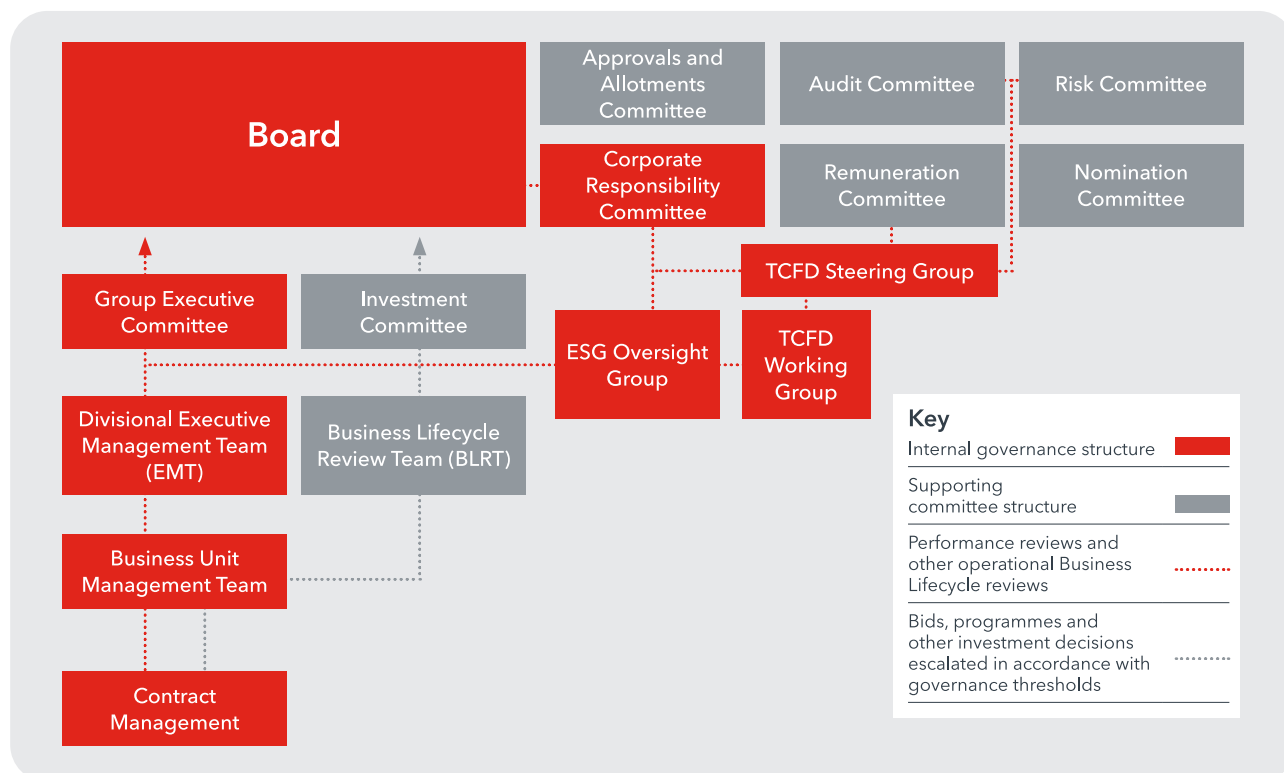 Board
Approvals and
Allotments
Committee
Audit Committee
Risk Committee
Corporate
Responsibility
Committee
Remuneration
Committee
Nomination
Committee
TCFD Steering Group
Group Executive
Committee
Investment
Committee
ESG Oversight
Group
TCFD
Working
Group
Divisional Executive
Management Team
(EMT)
Business Lifecycle
Review Team (BLRT)
Business Unit
Management Team
Contract
Management
Key
Internal governance structure
Supporting
committee structure
Performance reviews and
other operational Business
Lifecycle reviews
Bids, programmes and
other investment decisions
escalated in accordance with
governance thresholds